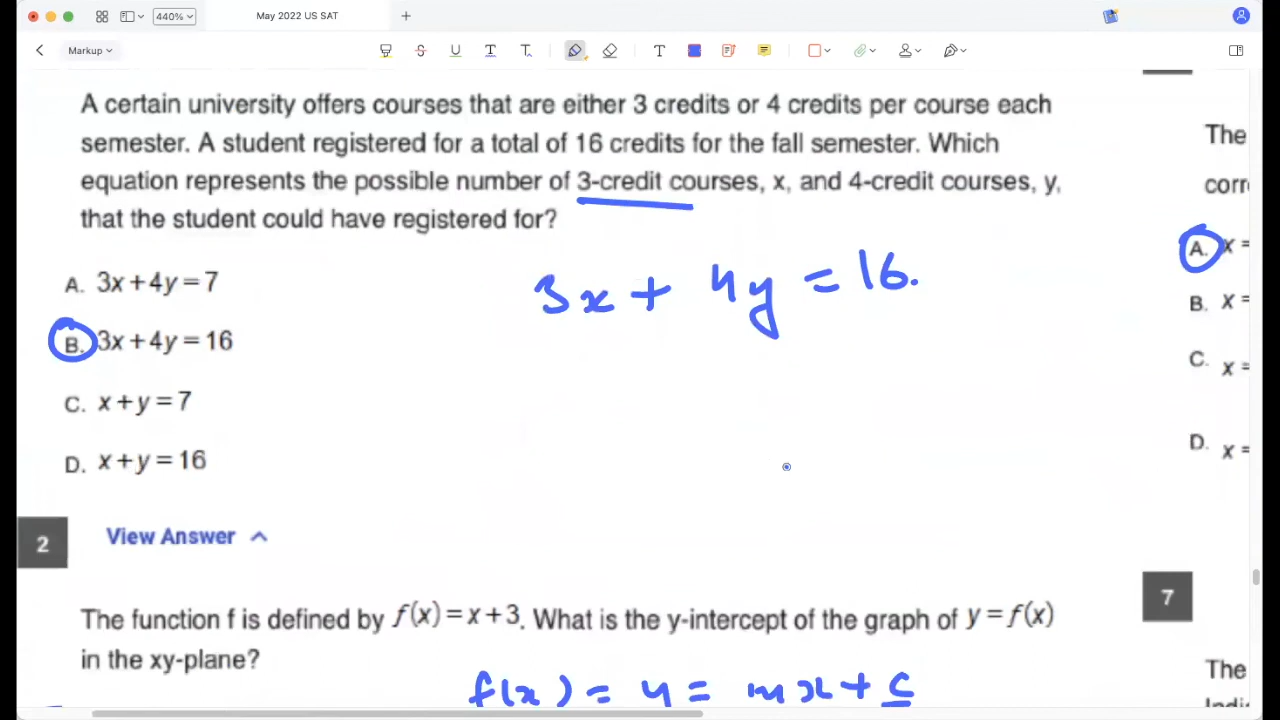 440%
May 2022 US SAT
Markup
A certain university offers courses that are either 3 credits or 4 credits per course each
semester. A student registered for a total of 16 credits for the fall semester. Which
equation represents the possible number of 3-credit courses, x, and 4-credit courses, y,
that the student could have registered for?
3x + 4y = 16.
A. 3x + 4y = 7
B. 3x + 4y = 16
C. x + y = 7
D. x + y = 16
2
View Answer
The function f is defined by f(x) = x + 3. What is the y-intercept of the graph of y = f(x)
in the xy-plane?
f(x) = y = mx + c
The
A. x =
B. x =
C. x =
D. x =
7
The